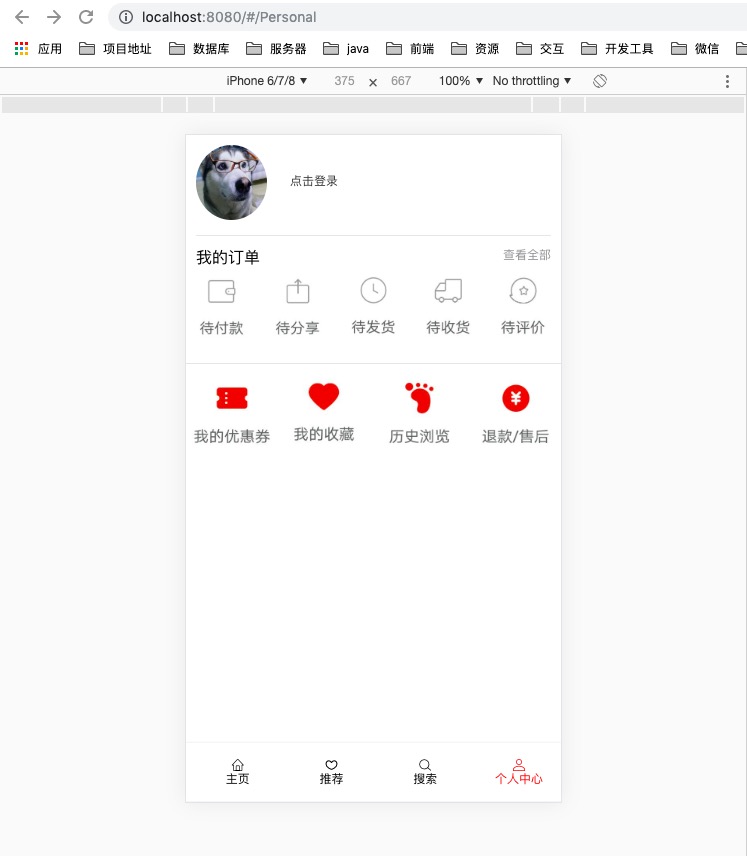 localhost:8080/#/Personal
应用 项目地址 数据库 服务器 java 前端 资源 交互 开发工具 微信
iPhone 6/7/8 ▼ 375 × 667 100% ▼ No throttling ▼
点击登录
我的订单 查看全部
待付款 待分享 待发货 待收货 待评价
¥
我的优惠券 我的收藏 历史浏览 退款/售后
主页 推荐 搜索 个人中心